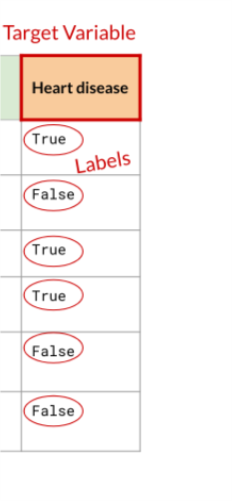 Target Variable
Heart disease
True
Labels
False
True
True
False
False